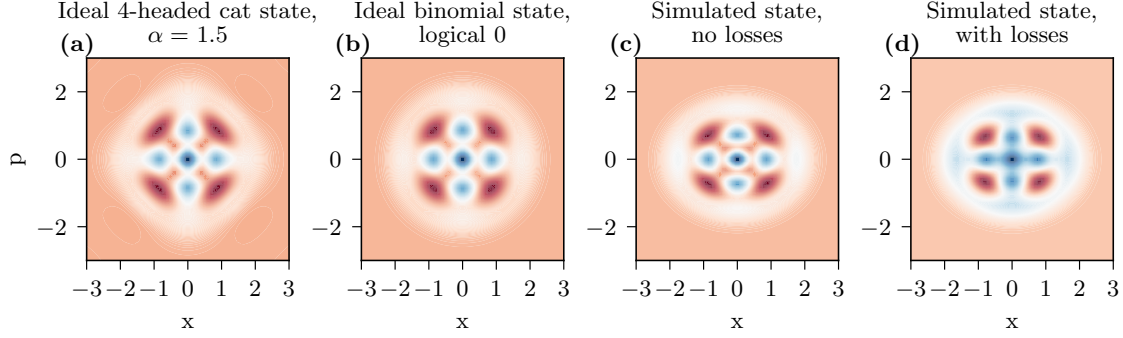 Ideal 4-headed cat state,
α = 1.5
(a)
Ideal binomial state,
logical 0
(b)
Simulated state,
no losses
(c)
Simulated state,
with losses
(d)
p
2
0
−2
−3 −2 −1 0 1 2 3
x
2
0
−2
−3 −2 −1 0 1 2 3
x
2
0
−2
−3 −2 −1 0 1 2 3
x
2
0
−2
−3 −2 −1 0 1 2 3
x